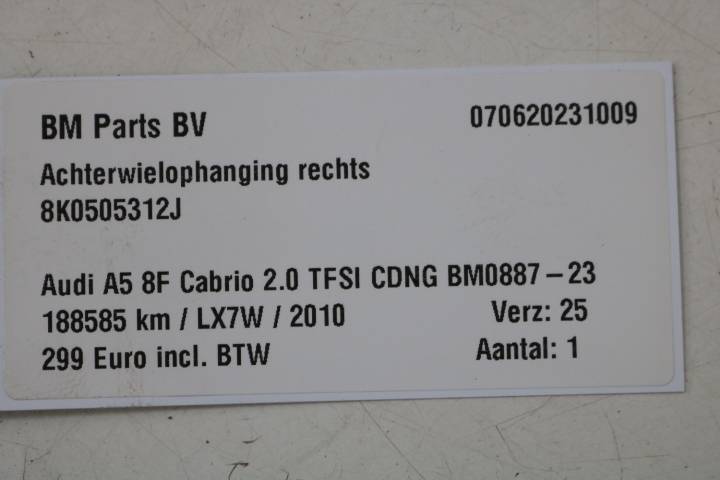 BM Parts BV 070620231009
Achterwielophanging rechts
8K0505312J
Audi A5 8F Cabrio 2.0 TFSI CDNG BM0887-23
188585 km / LX7W / 2010 Verz: 25
299 Euro incl. BTW Aantal: 1